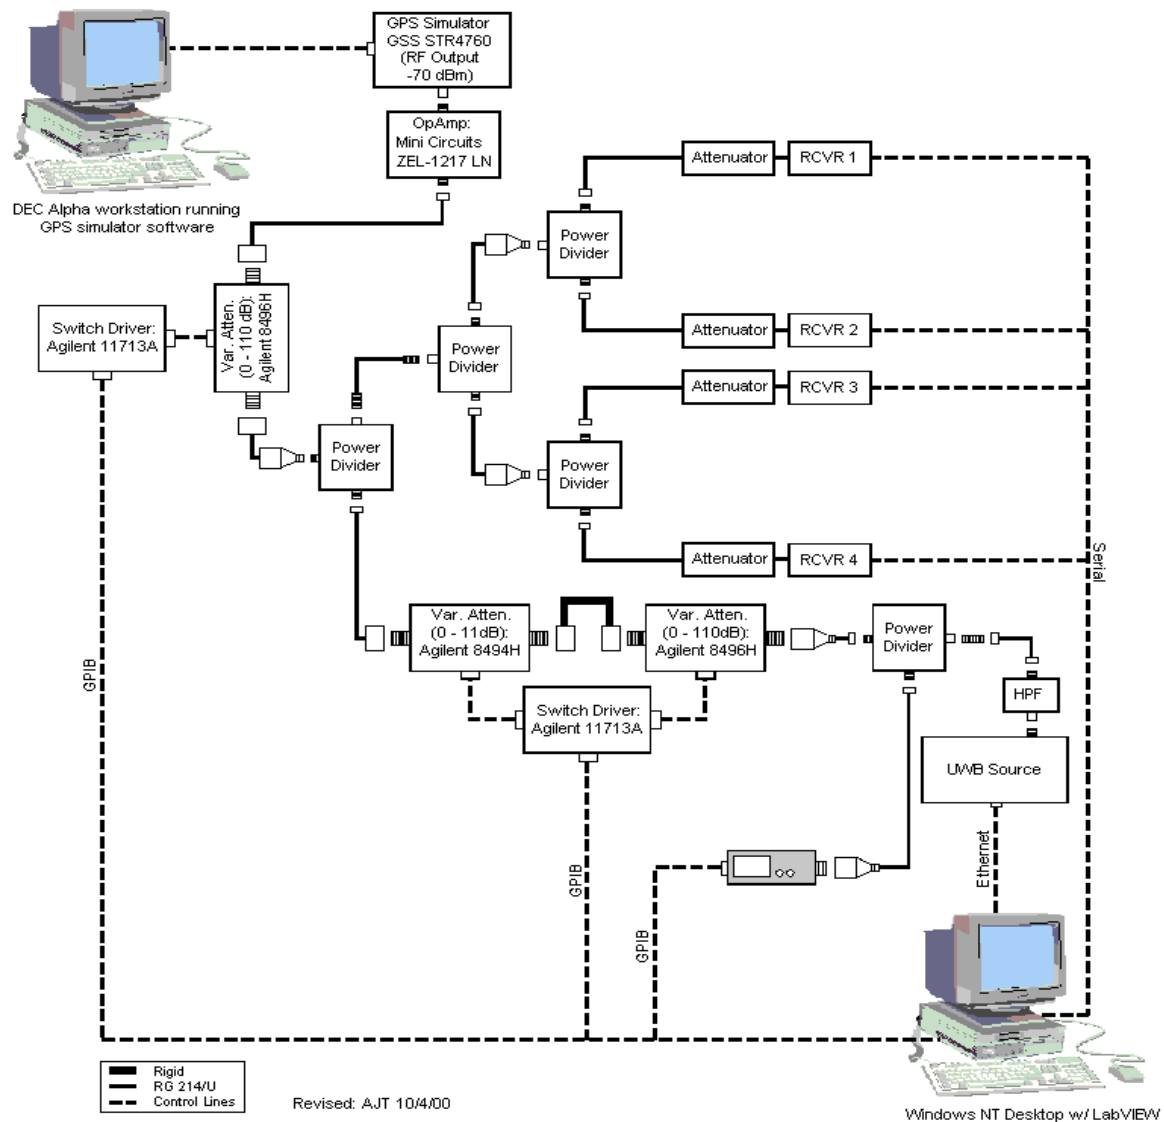 GPS Simulator
GSS STR4760
(RF Output
-70 dBm)
OpAmp:
Mini Circuits
ZEL-1217 LN
DEC Alpha workstation running
GPS simulator software
Attenuator
RCVR 1
Power
Divider
Attenuator
RCVR 2
Switch Driver:
Agilent 11713A
Var. Atten.
(0 - 110 dB):
Agilent 8496H
Power
Divider
Attenuator
RCVR 3
Power
Divider
Power
Divider
Attenuator
RCVR 4
Serial
Var. Atten.
(0 - 11dB):
Agilent 8494H
Var. Atten.
(0 - 110dB):
Agilent 8496H
Power
Divider
GPIB
HPF
Switch Driver:
Agilent 11713A
UWB Source
Ethernet
GPIB
GPIB
Rigid
RG 214/U
Control Lines
Revised: AJT 10/4/00
Windows NT Desktop w/ LabVIEW